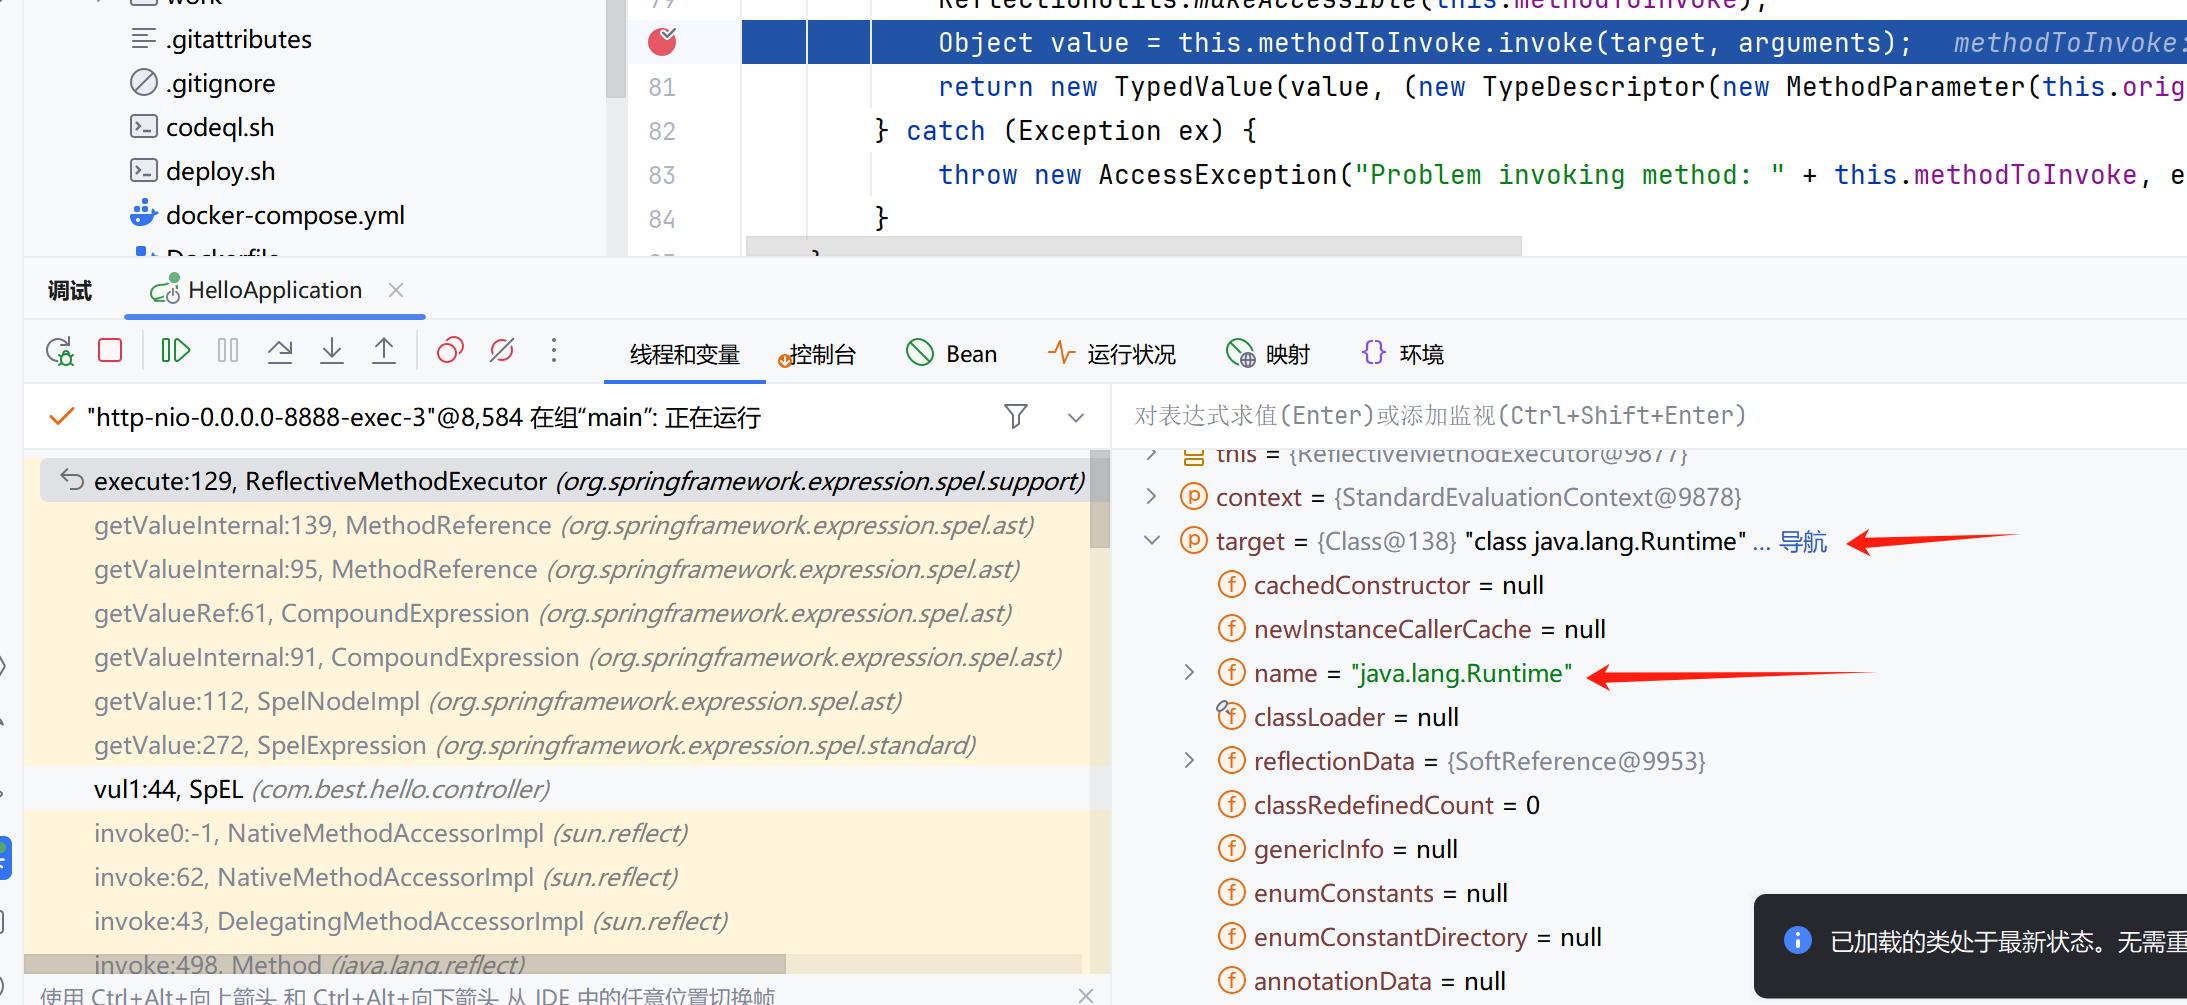 work
.gitattributes
.gitignore
codeql.sh
deploy.sh
docker-compose.yml
Dockerfile
79
ReflectionUtils.makeAccessible(this.methodToInvoke);
Object value = this.methodToInvoke.invoke(target, arguments); methodToInvoke:
81 return new TypedValue(value, (new TypeDescriptor(new MethodParameter(this.orig
82 } catch (Exception ex) {
83 throw new AccessException("Problem invoking method: " + this.methodToInvoke, e
84 }
}
调试
HelloApplication
线程和变量
控制台
Bean
运行状况
映射
环境
"http-nio-0.0.0.0-8888-exec-3"@8,584 在组“main”: 正在运行
execute:129, ReflectiveMethodExecutor (org.springframework.expression.spel.support)
getValueInternal:139, MethodReference (org.springframework.expression.spel.ast)
getValueInternal:95, MethodReference (org.springframework.expression.spel.ast)
getValueRef:61, CompoundExpression (org.springframework.expression.spel.ast)
getValueInternal:91, CompoundExpression (org.springframework.expression.spel.ast)
getValue:112, SpelNodeImpl (org.springframework.expression.spel.ast)
getValue:272, SpelExpression (org.springframework.expression.spel.standard)
vul1:44, SpEL (com.best.hello.controller)
invoke0:-1, NativeMethodAccessorImpl (sun.reflect)
invoke:62, NativeMethodAccessorImpl (sun.reflect)
invoke:43, DelegatingMethodAccessorImpl (sun.reflect)
invoke:498, Method (java.lang.reflect)
使用 Ctrl+Alt+向上箭头 和 Ctrl+Alt+向下箭头 从 IDE 中的任意位置切换帧
对表达式求值(Enter)或添加监视(Ctrl+Shift+Enter)
this = {ReflectiveMethodExecutor@9877}
context = {StandardEvaluationContext@9878}
target = {Class@138} "class java.lang.Runtime" ... 导航
cachedConstructor = null
newInstanceCallerCache = null
name = "java.lang.Runtime"
classLoader = null
reflectionData = {SoftReference@9953}
classRedefinedCount = 0
genericInfo = null
enumConstants = null
enumConstantDirectory = null
annotationData = null
已加载的类处于最新状态。无需重